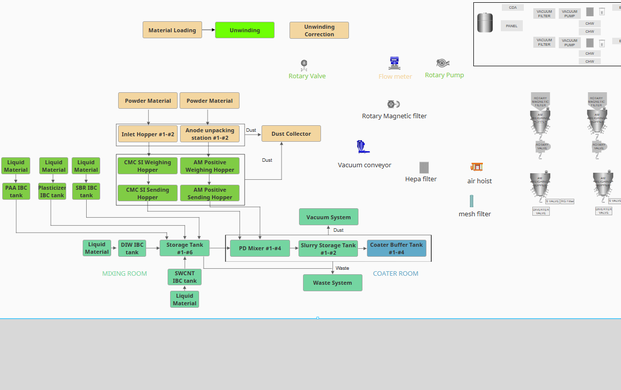 Material Loading
Unwinding
Unwinding
Correction
CDA
PANEL
VACUUM
FILTER
VACUUM
PUMP
CHIR
CHIR
VACUUM
FILTER
VACUUM
PUMP
CHIR
CHIR
Rotary Valve
Flow meter
Rotary Pump
Powder Material
Powder Material
Rotary Magnetic filter
Inlet Hopper #1-#2
Anode unpacking
station #1-#2
Dust
Dust Collector
Dust
Vacuum conveyor
Hepa filter
air hoist
mesh filter
Liquid
Material
Liquid
Material
Liquid
Material
CMC SI Weighing
Hopper
AM Positive
Weighing Hopper
PAA IBC
tank
Plasticizer
IBC tank
SBR IBC
tank
CMC SI Sending
Hopper
AM Positive
Sending Hopper
Vacuum System
Dust
Liquid
Material
DIW IBC
tank
Storage Tank
#1-#6
PD Mixer #1-#4
Slurry Storage Tank
#1-#2
Coater Buffer Tank
#1-#4
Waste
MIXING ROOM
SWCNT
IBC tank
COATER ROOM
Waste System
Liquid
Material